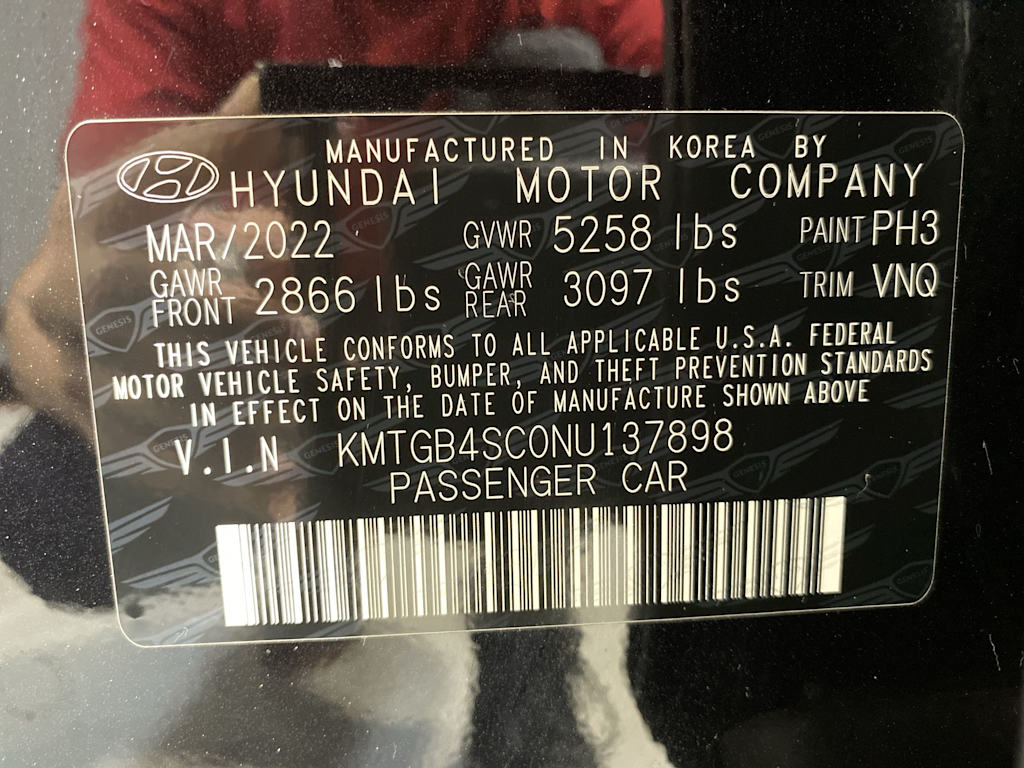 MANUFACTURED IN KOREA BY
HYUNDAI MOTOR COMPANY
MAR/2022 GVWR 5258 lbs PAINT PH3
GAWR FRONT 2866 lbs GAWR REAR 3097 lbs TRIM VNQ
THIS VEHICLE CONFORMS TO ALL APPLICABLE U.S.A. FEDERAL
MOTOR VEHICLE SAFETY, BUMPER, AND THEFT PREVENTION STANDARDS
IN EFFECT ON THE DATE OF MANUFACTURE SHOWN ABOVE
V.I.N KMTGB4SC0NU137898
PASSENGER CAR